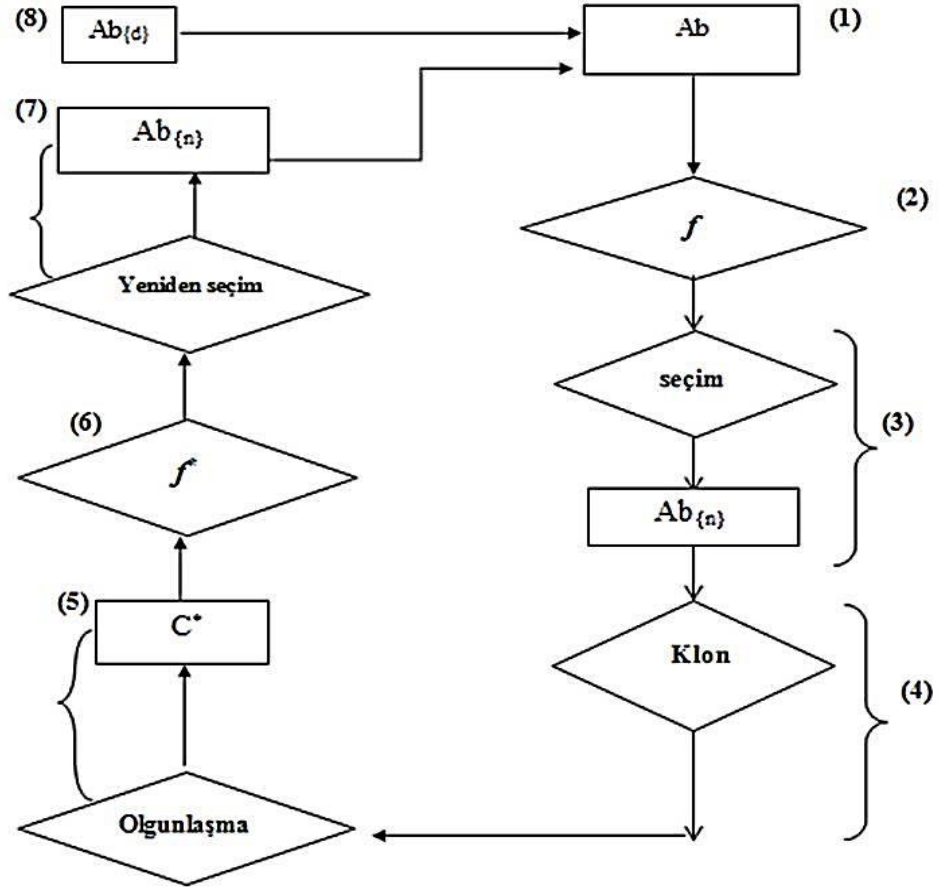 (8)
Ab{d}
Ab
(1)
(7)
Ab{n}
(2)
f
Yeniden seçim
seçim
(3)
(6)
f*
Ab{n}
(5)
C*
Klon
(4)
Olgunlaşma